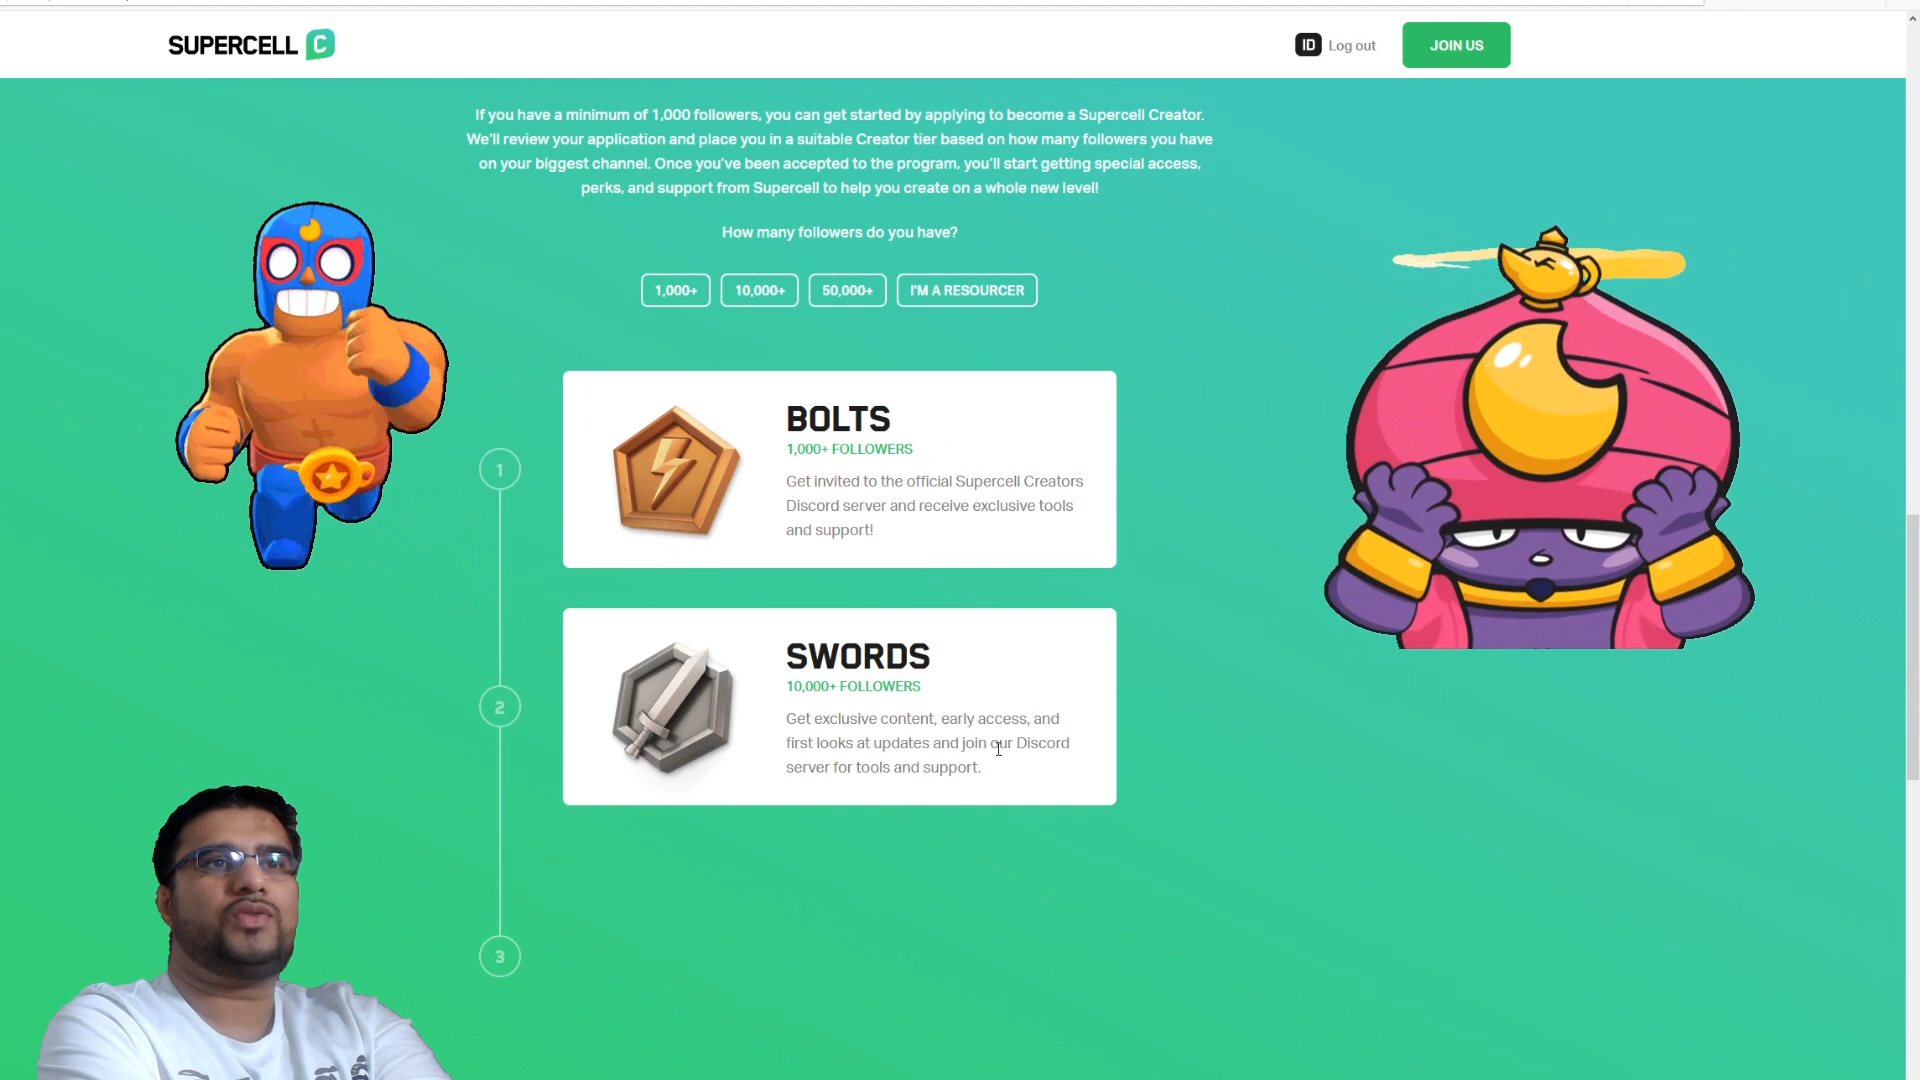 SUPERCELL C
ID Log out
JOIN US
If you have a minimum of 1,000 followers, you can get started by applying to become a Supercell Creator.
We'll review your application and place you in a suitable Creator tier based on how many followers you have
on your biggest channel. Once you've been accepted to the program, you'll start getting special access,
perks, and support from Supercell to help you create on a whole new level!
How many followers do you have?
1,000+ 10,000+ 50,000+ I'M A RESOURCER
1
BOLTS
1,000+ FOLLOWERS
Get invited to the official Supercell Creators
Discord server and receive exclusive tools
and support!
2
SWORDS
10,000+ FOLLOWERS
Get exclusive content, early access, and
first looks at updates and join our Discord
server for tools and support.
3